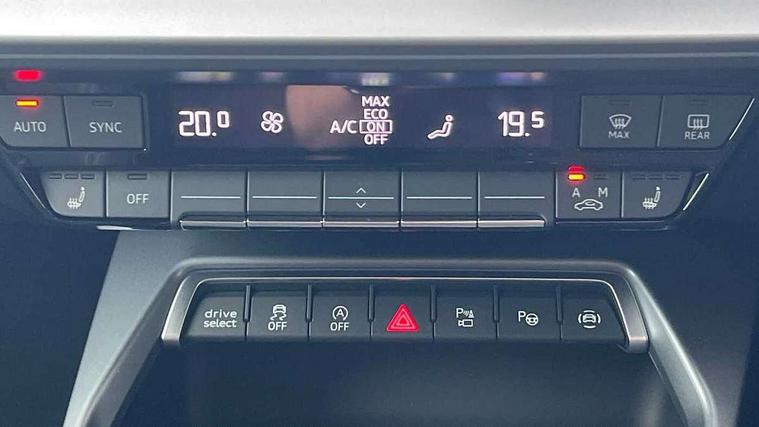 AUTO SYNC 20.0 MAX ECO A/C ON OFF 19.5 MAX REAR
OFF A M
drive select OFF A OFF P P